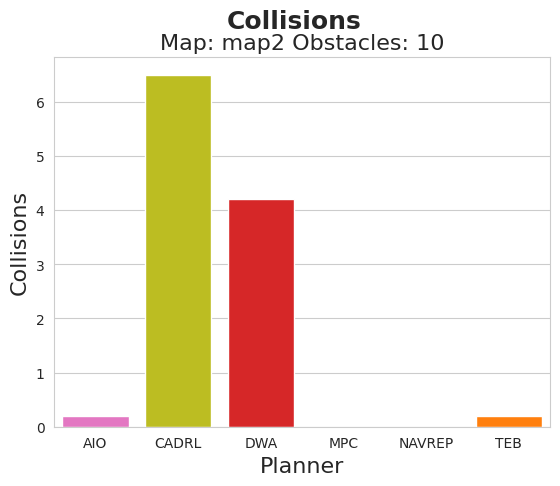 Collisions
Map: map2 Obstacles: 10
Collisions
6
5
4
3
2
1
0
AIO CADRL DWA MPC NAVREP TEB
Planner